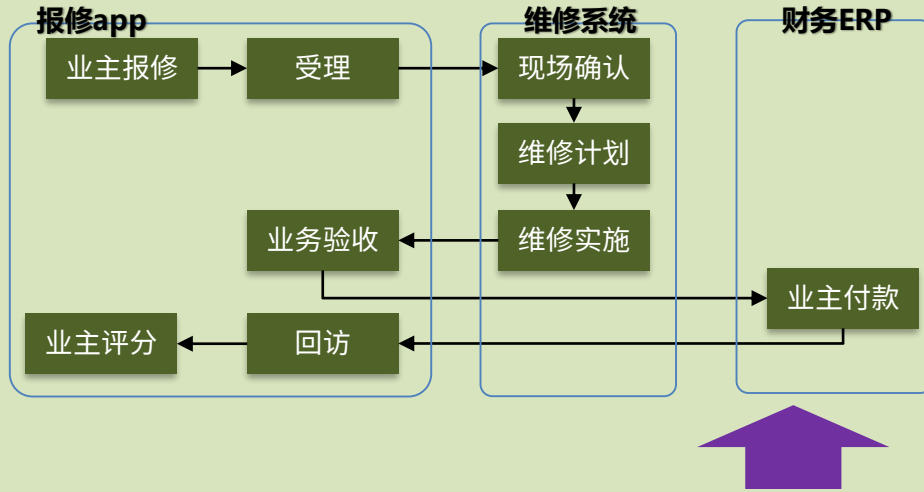 报修app
维修系统
财务ERP
业主报修
受理
现场确认
维修计划
业务验收
维修实施
业主付款
业主评分
回访